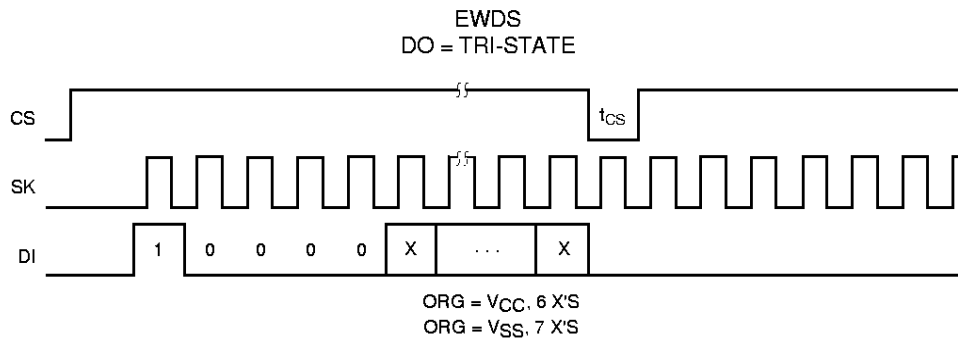 EWDS
DO = TRI-STATE
CS
tCS
SK
DI
1 0 0 0 0 X · · · X
ORG = VCC, 6 X'S
ORG = VSS, 7 X'S